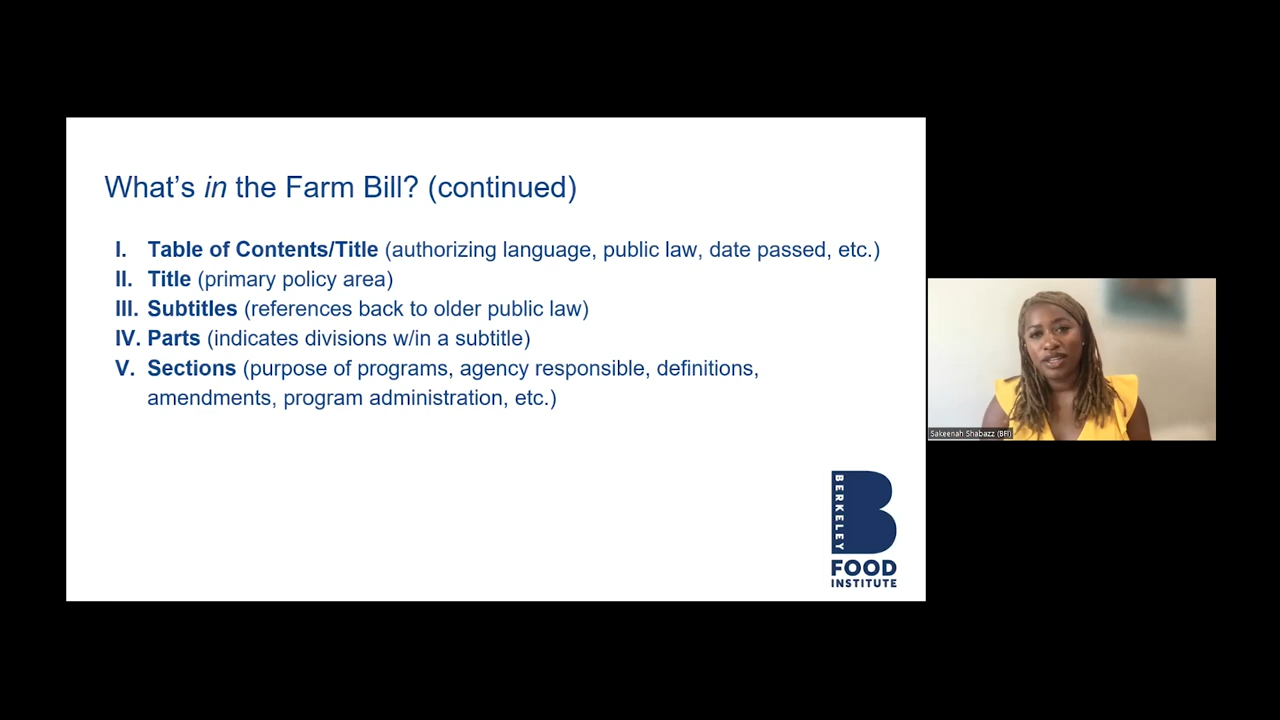 What's in the Farm Bill? (continued)
I. Table of Contents/Title (authorizing language, public law, date passed, etc.)
II. Title (primary policy area)
III. Subtitles (references back to older public law)
IV. Parts (indicates divisions w/in a subtitle)
V. Sections (purpose of programs, agency responsible, definitions,
amendments, program administration, etc.)
BERKELEY
FOOD
INSTITUTE
Sakeenah Shabazz (BFI)